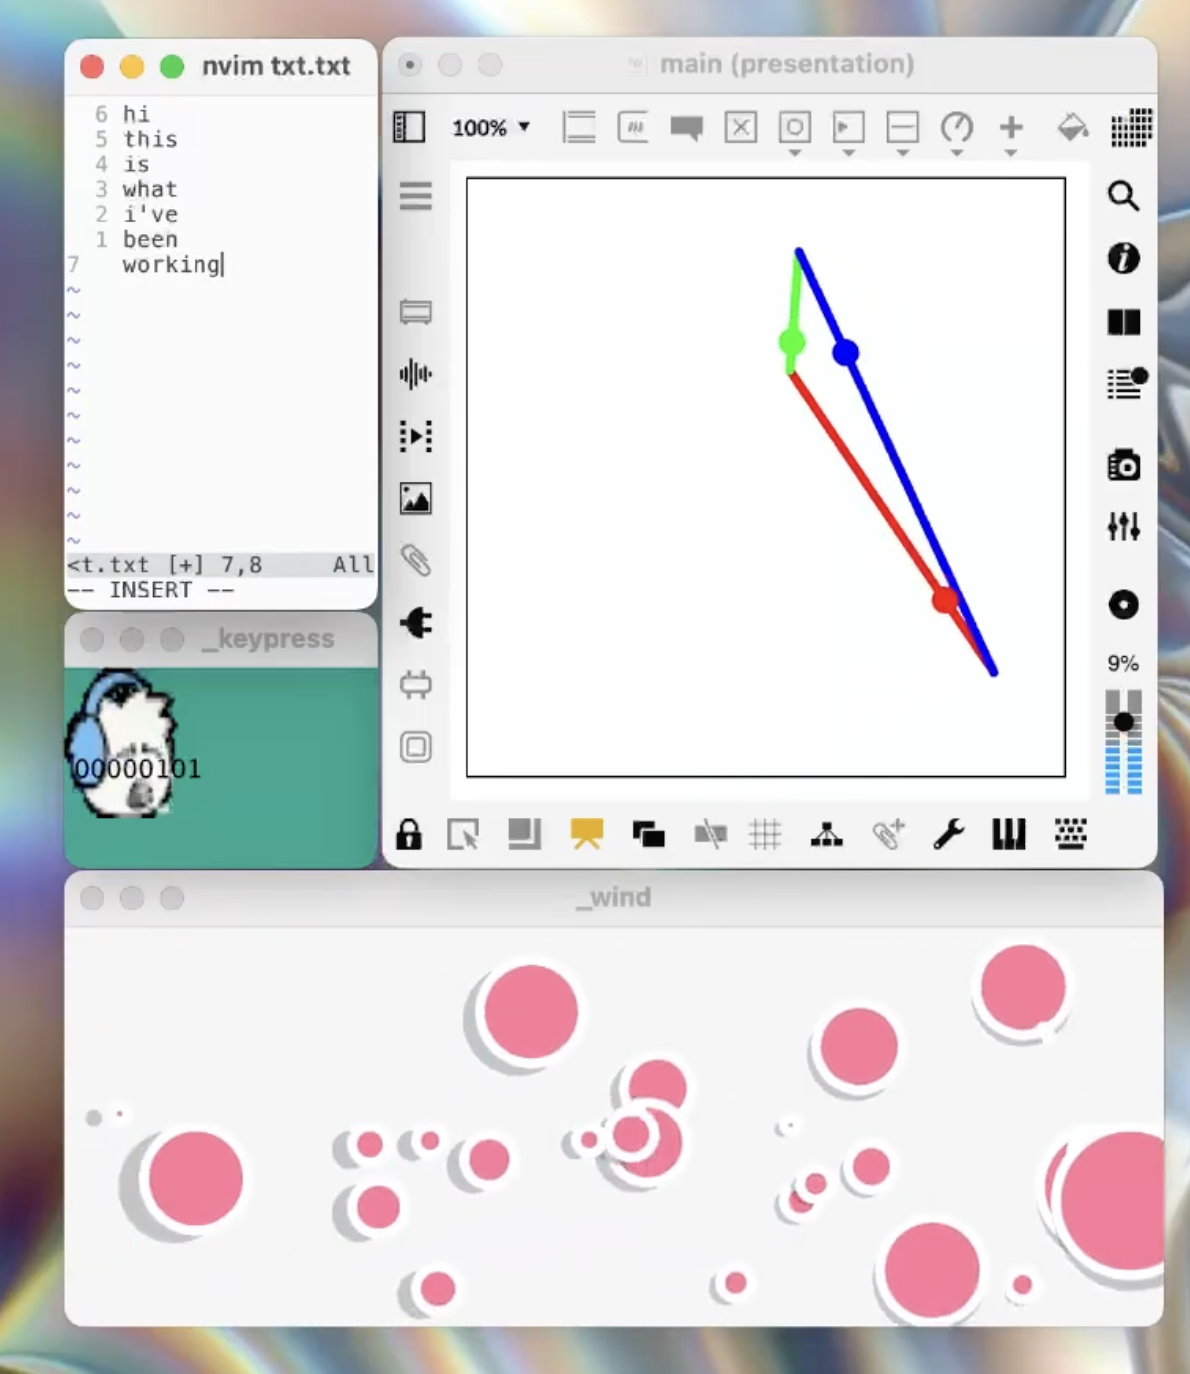 nvim txt.txt
6 hi
5 this
4 is
3 what
2 i've
1 been
7 working
~
~
~
~
~
~
~
~
~
~
~
<t.txt [+] 7,8 All
-- INSERT --
_keypress
00000101
main (presentation)
100% ▼
9%
_wind